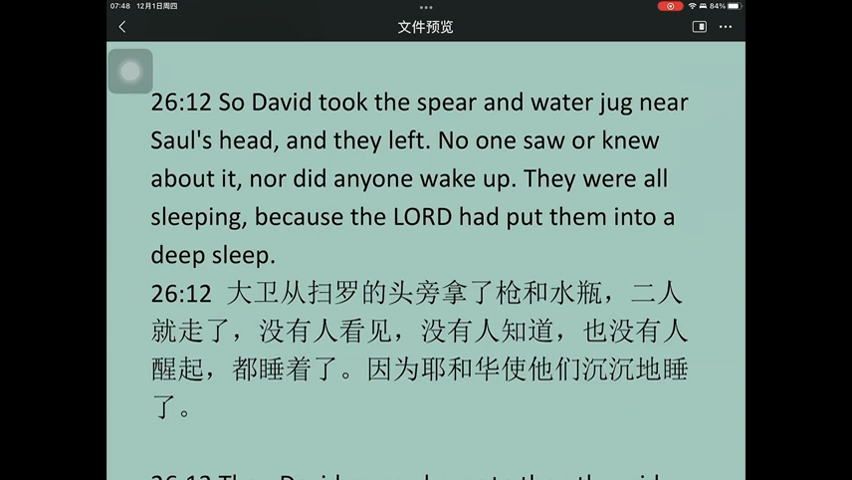 07:48 12月1日周四
84%
文件预览
26:12 So David took the spear and water jug near
Saul's head, and they left. No one saw or knew
about it, nor did anyone wake up. They were all
sleeping, because the LORD had put them into a
deep sleep.
26:12 大卫从扫罗的头旁拿了枪和水瓶，二人
就走了，没有人看见，没有人知道，也没有人
醒起，都睡着了。因为耶和华使他们沉沉地睡
了。